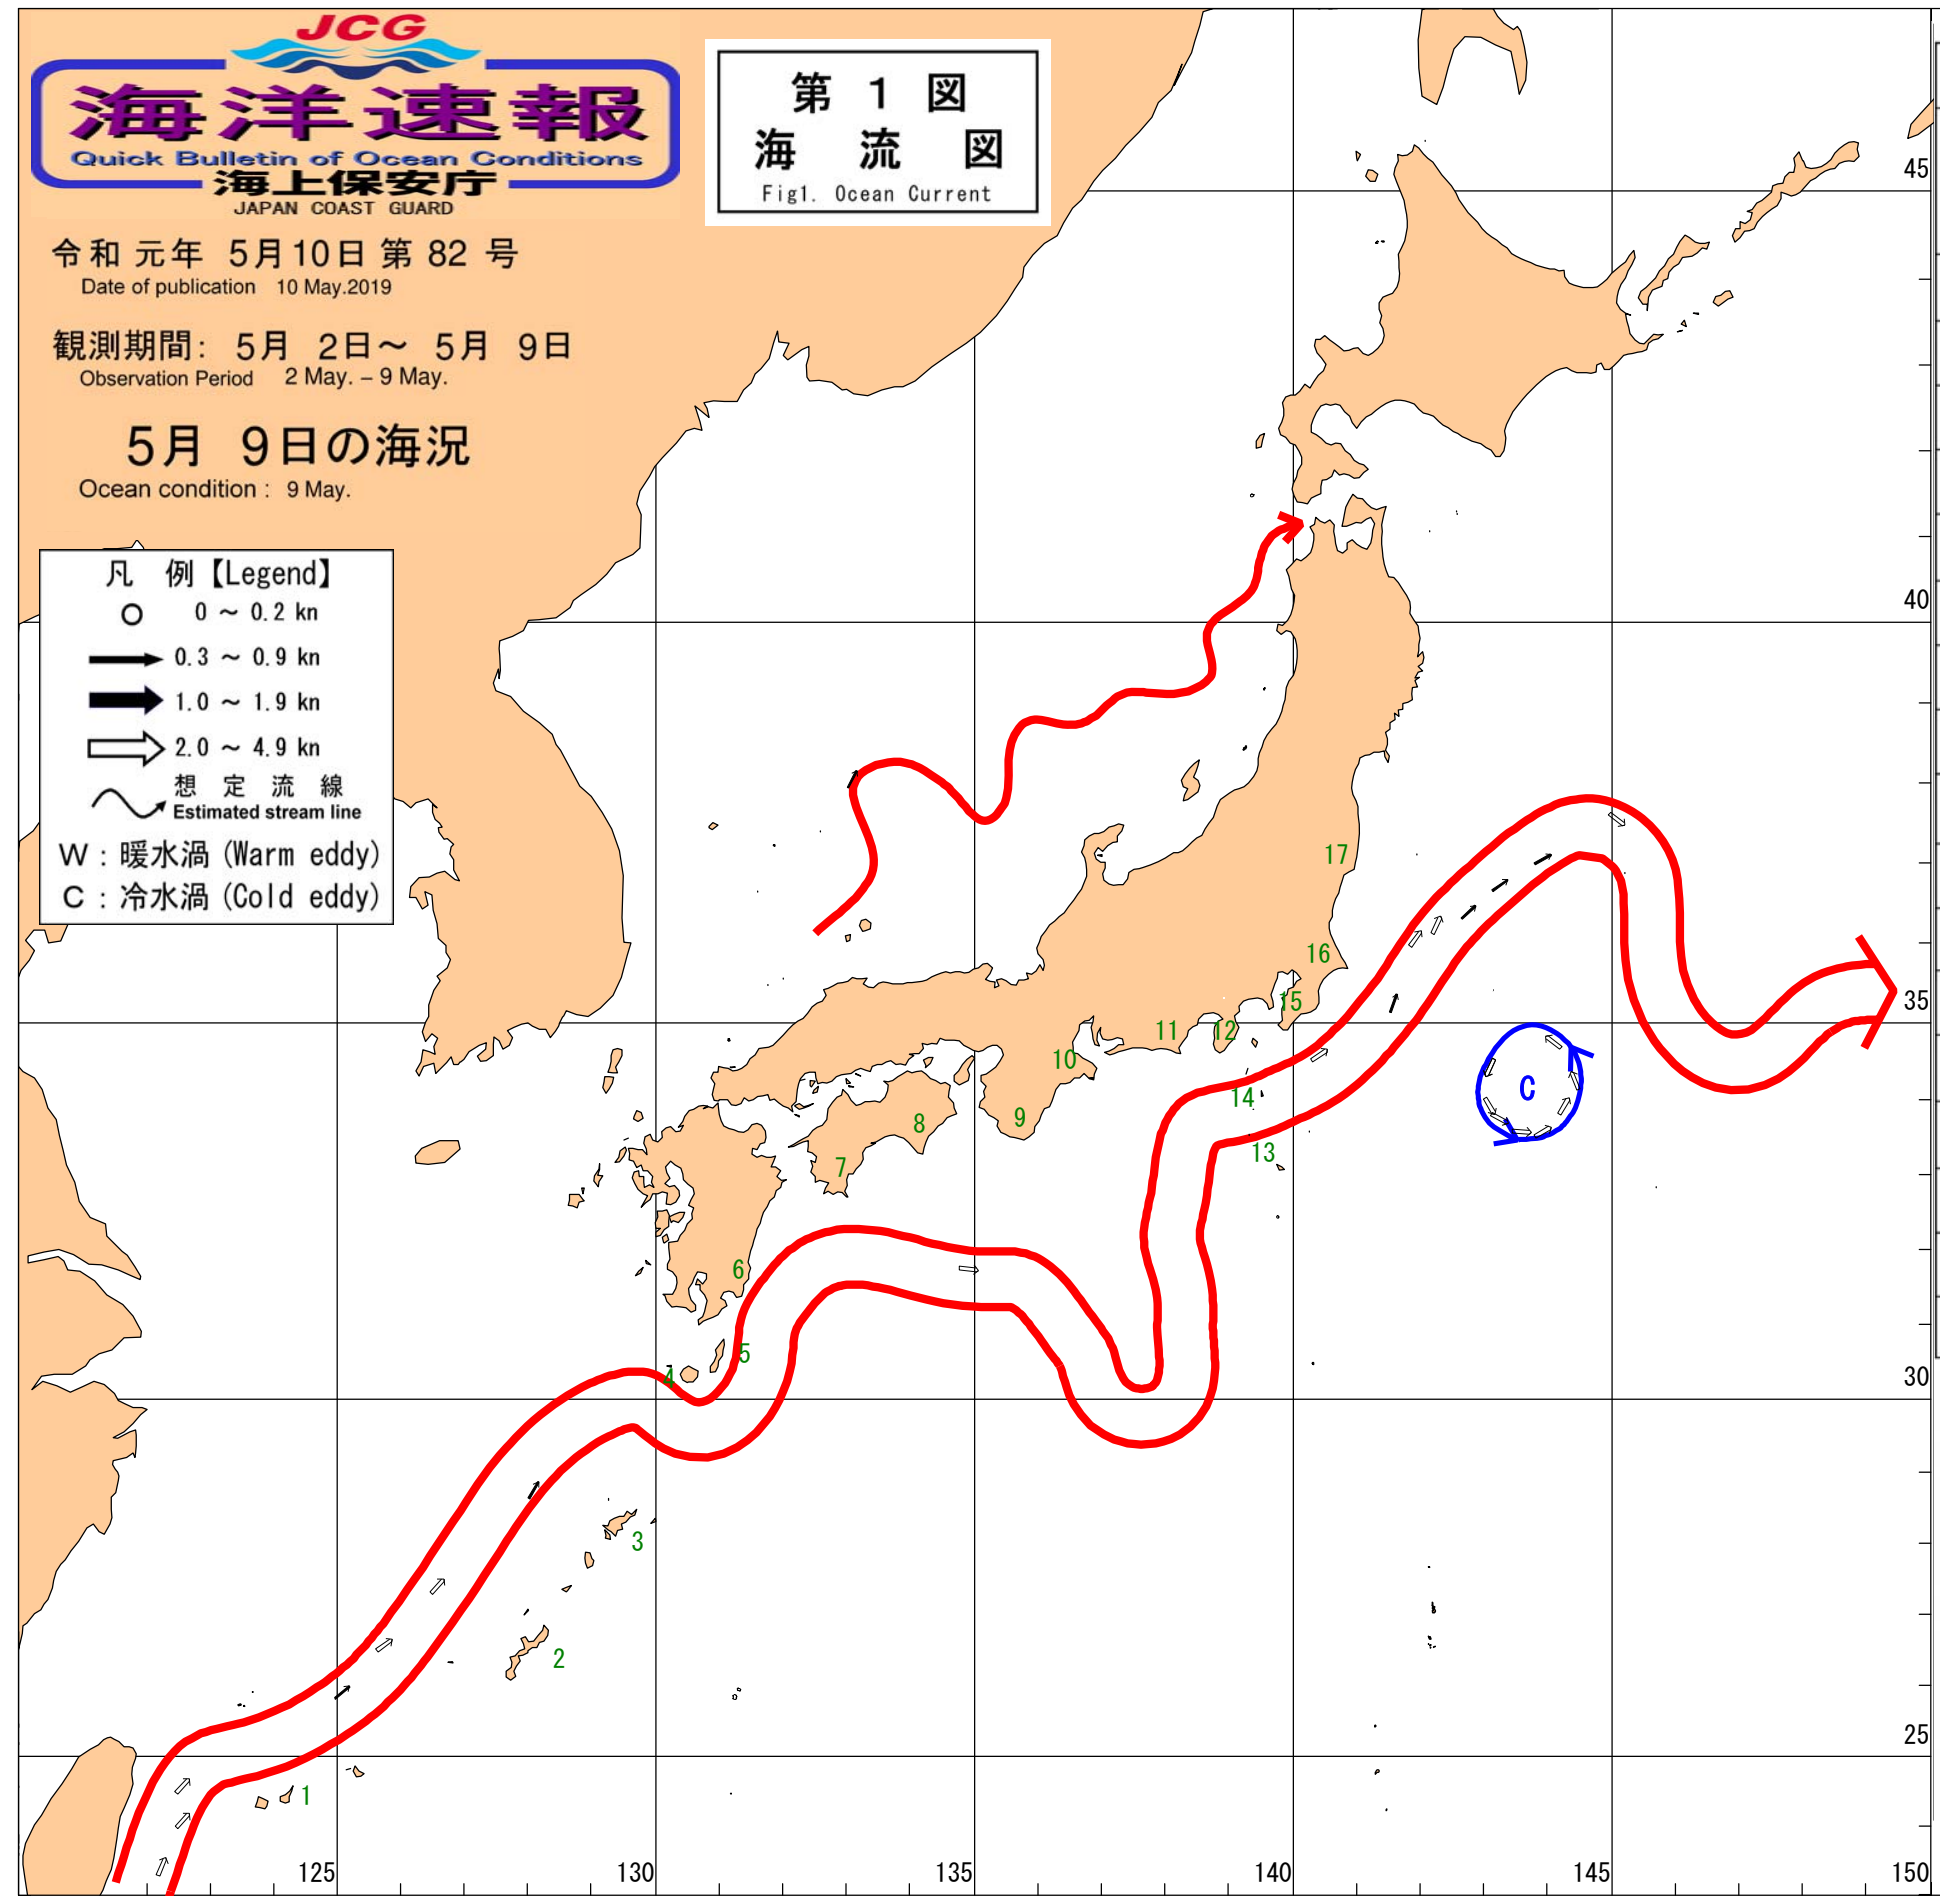 JCG
海洋速報
Quick Bulletin of Ocean Conditions
海上保安庁
JAPAN COAST GUARD
第 1 図
海 流 図
Fig1. Ocean Current
令和 元年 5月10日 第 82 号
Date of publication 10 May.2019
観測期間: 5月 2日～ 5月 9日
Observation Period 2 May. – 9 May.
5月 9日の海況
Ocean condition : 9 May.
凡 例【Legend】
0 ～ 0.2 kn
0.3 ～ 0.9 kn
1.0 ～ 1.9 kn
2.0 ～ 4.9 kn
想 定 流 線
Estimated stream line
W : 暖水渦 (Warm eddy)
C : 冷水渦 (Cold eddy)
45
40
17
16
35
15
12
11
10
C
14
9
8
13
7
6
5
4
30
3
2
25
1
125
130
135
140
145
150